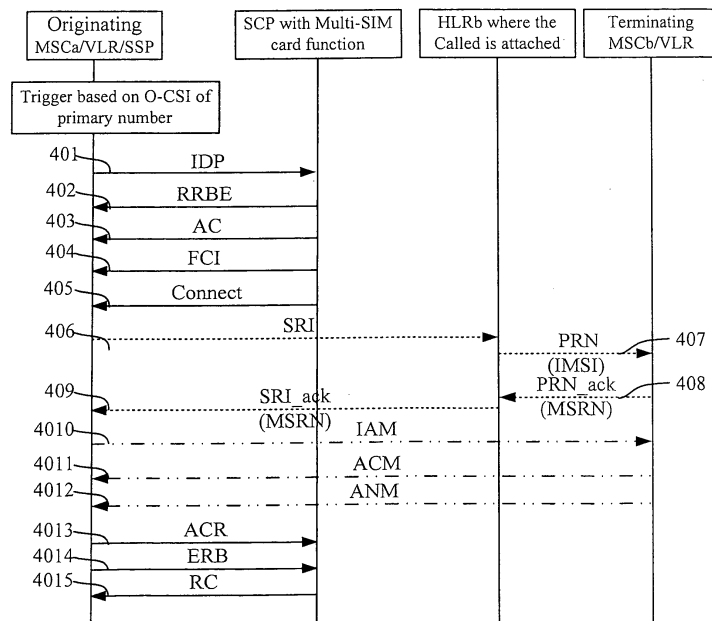 Originating
MSCa/VLR/SSP
SCP with Multi-SIM
card function
HLRb where the
Called is attached
Terminating
MSCb/VLR
Trigger based on O-CSI of
primary number
401
IDP
402
RRBE
403
AC
404
FCI
405
Connect
406
SRI
PRN
(IMSI)
407
PRN_ack
(MSRN)
408
409
SRI_ack
(MSRN)
4010
IAM
4011
ACM
4012
ANM
4013
ACR
4014
ERB
4015
RC